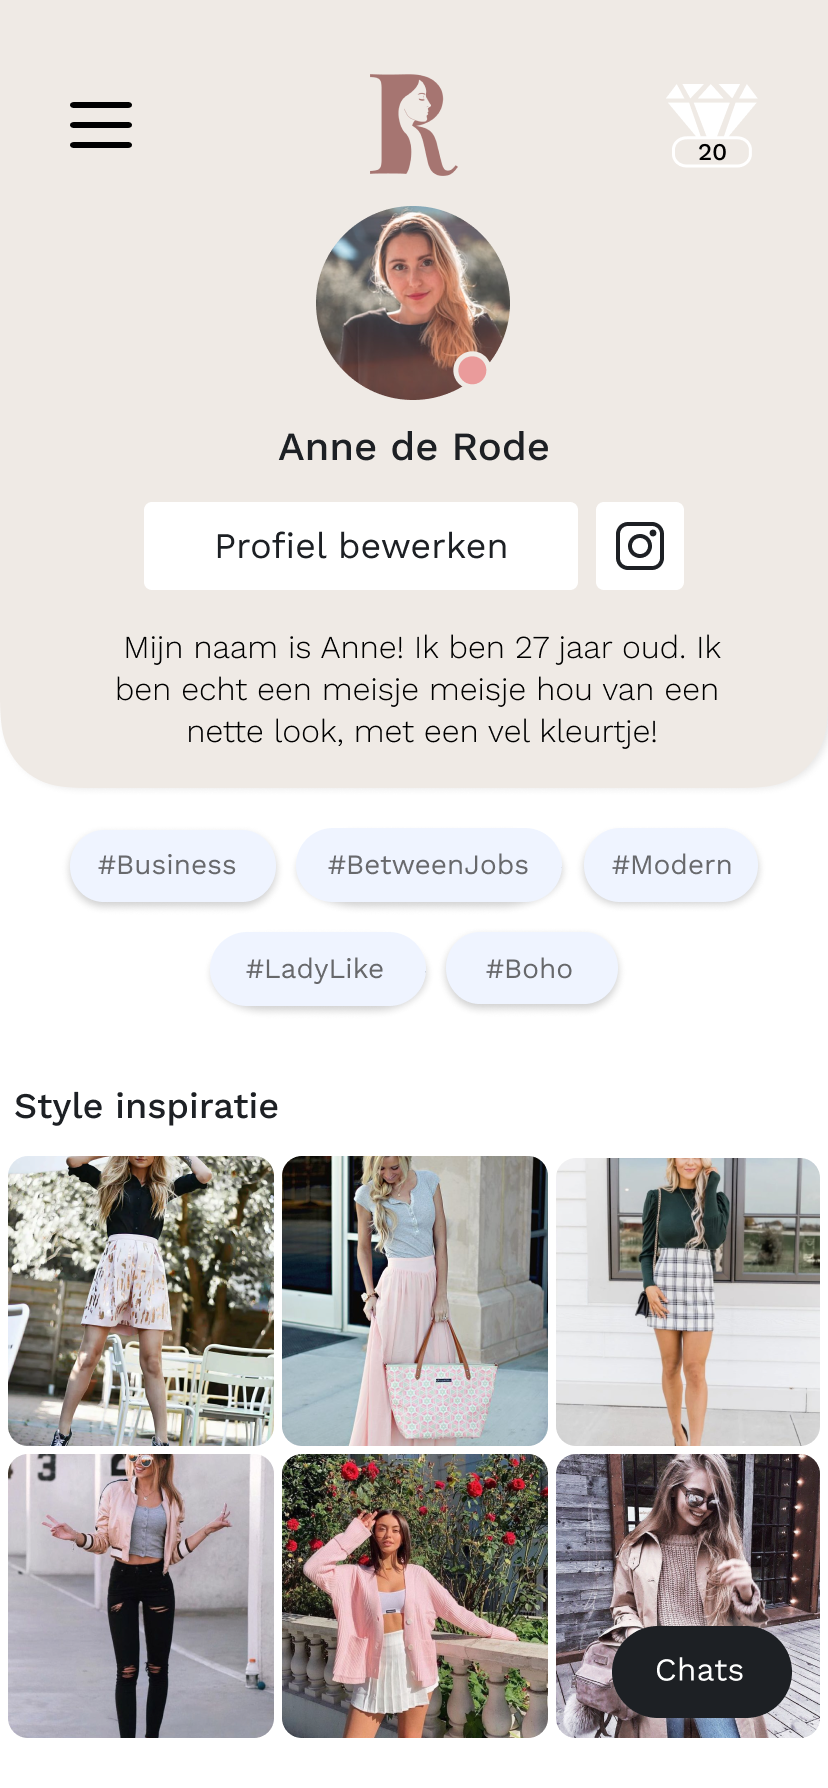 R
20
Anne de Rode
Profiel bewerken
Mijn naam is Anne! Ik ben 27 jaar oud. Ik
ben echt een meisje meisje hou van een
nette look, met een vel kleurtje!
#Business
#BetweenJobs
#Modern
#LadyLike
#Boho
Style inspiratie
3
2
Chats